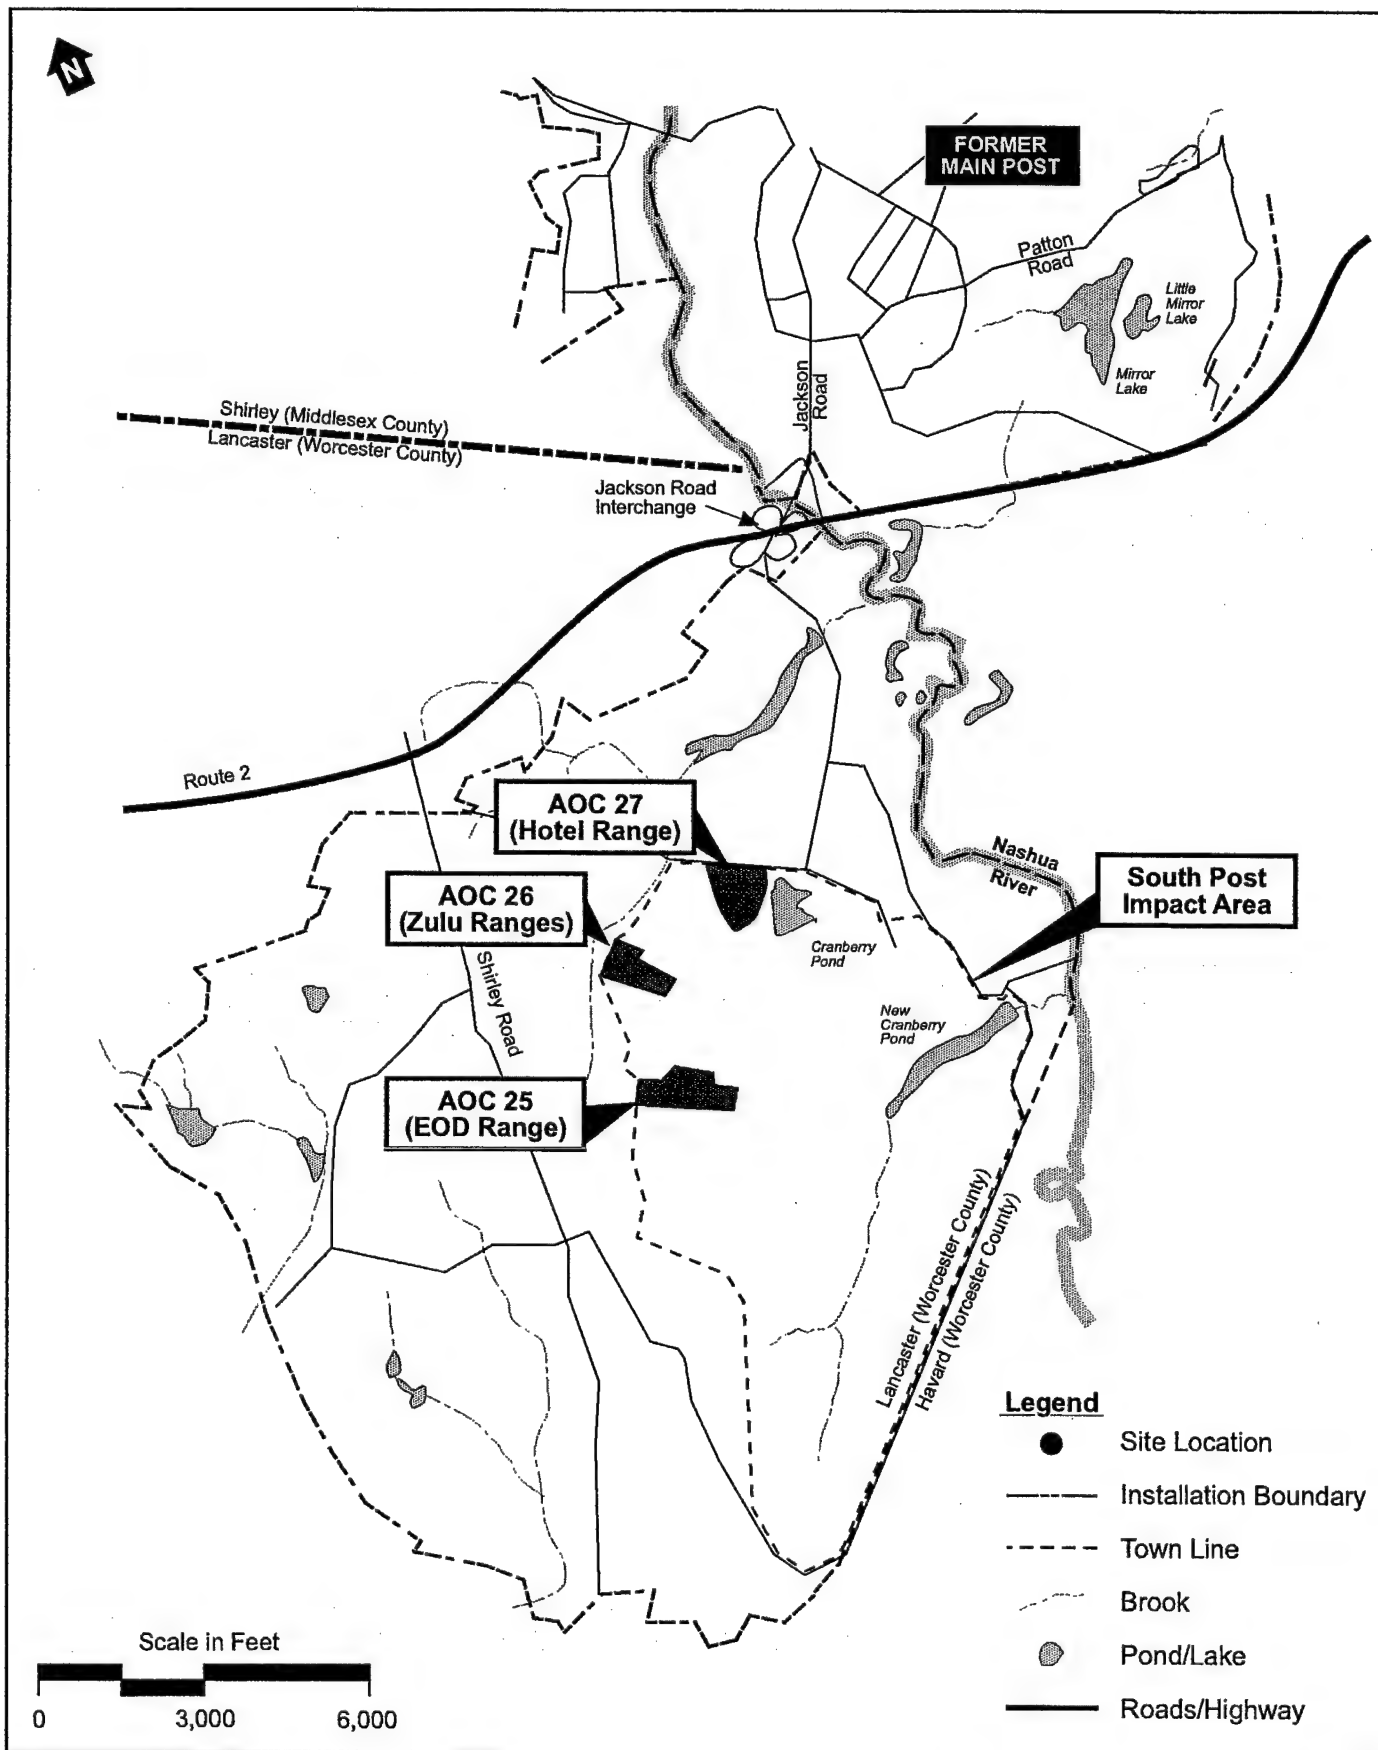 N
FORMER
MAIN POST
Patton
Road
Little
Mirror
Lake
Mirror
Lake
Jackson
Road
Shirley (Middlesex County)
Lancaster (Worcester County)
Jackson Road
Interchange
Route 2
AOC 27
(Hotel Range)
Nashua
River
South Post
Impact Area
AOC 26
(Zulu Ranges)
Cranberry
Pond
Shirley Road
New
Cranberry
Pond
AOC 25
(EOD Range)
Lancaster (Worcester County)
Havard (Worcester County)
Legend
Site Location
Installation Boundary
Town Line
Brook
Pond/Lake
Roads/Highway
Scale in Feet
0 3,000 6,000